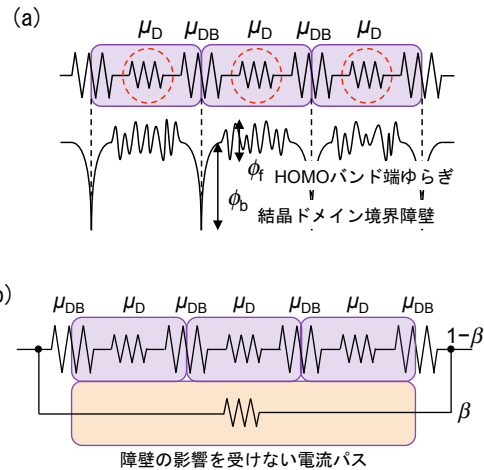 (a)
μD μD μD
μDB μDB
ϕf
HOMOバンド端ゆらぎ
ϕb
結晶ドメイン境界障壁
b)
μDB μD μDB μD μDB μD μDB
1−β
β
障壁の影響を受けない電流パス